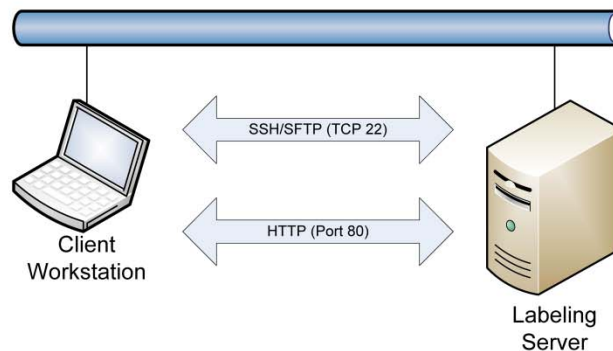 SSH/SFTP (TCP 22)
HTTP (Port 80)
Client
Workstation
Labeling
Server